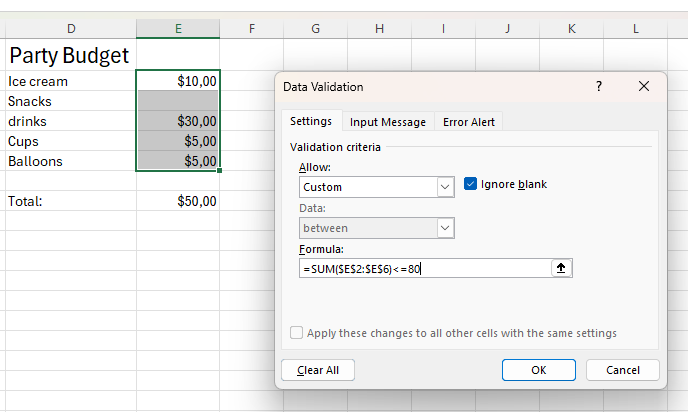 D E F G H I J K L
Party Budget
Ice cream $10,00
Snacks
drinks $30,00
Cups $5,00
Balloons $5,00
Total: $50,00
Data Validation ?
Settings Input Message Error Alert
Validation criteria
Allow:
Custom Ignore blank
Data:
between
Formula:
=SUM($E$2:$E$6)<=80
Apply these changes to all other cells with the same settings
Clear All OK Cancel